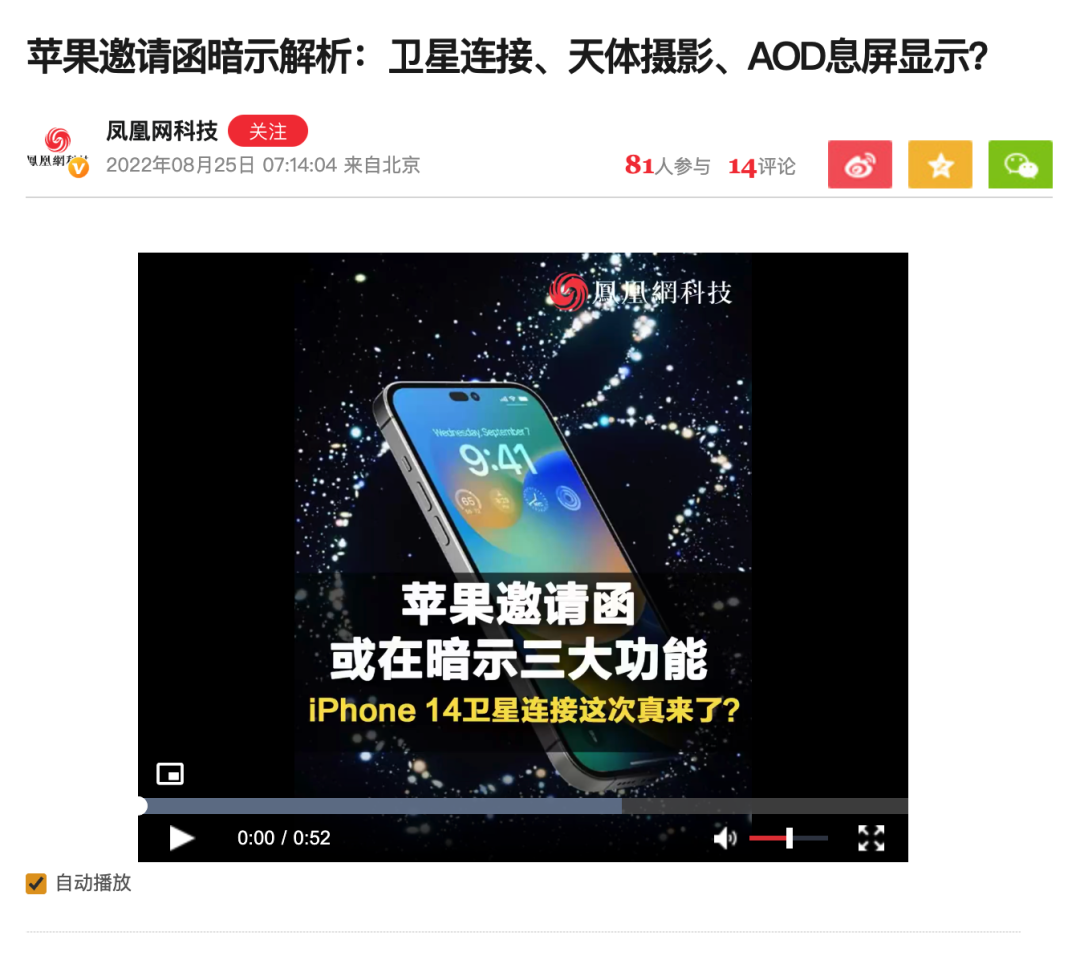 苹果邀请函暗示解析：卫星连接、天体摄影、AOD息屏显示?
凤凰网科技 关注
2022年08月25日 07:14:04 来自北京
81人参与 14评论
鳳凰網科技
Wednesday, September 7
9:41
65
苹果邀请函
或在暗示三大功能
iPhone 14卫星连接这次真来了?
0:00 / 0:52
自动播放